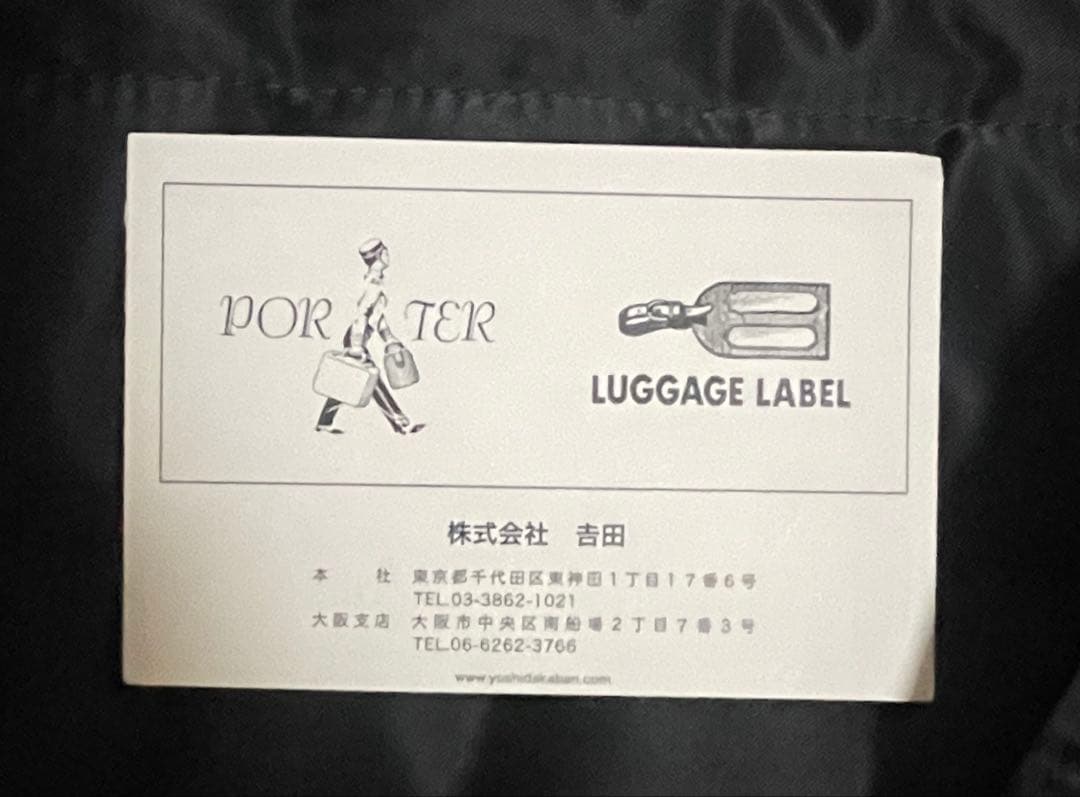 PORTER
LUGGAGE LABEL
株式会社 𠮷田
本 社 東京都千代田区東神田1丁目17番6号
TEL.03-3862-1021
大阪支店 大阪市中央区南船場2丁目7番3号
TEL.06-6262-3766
www.yoshidakaban.com